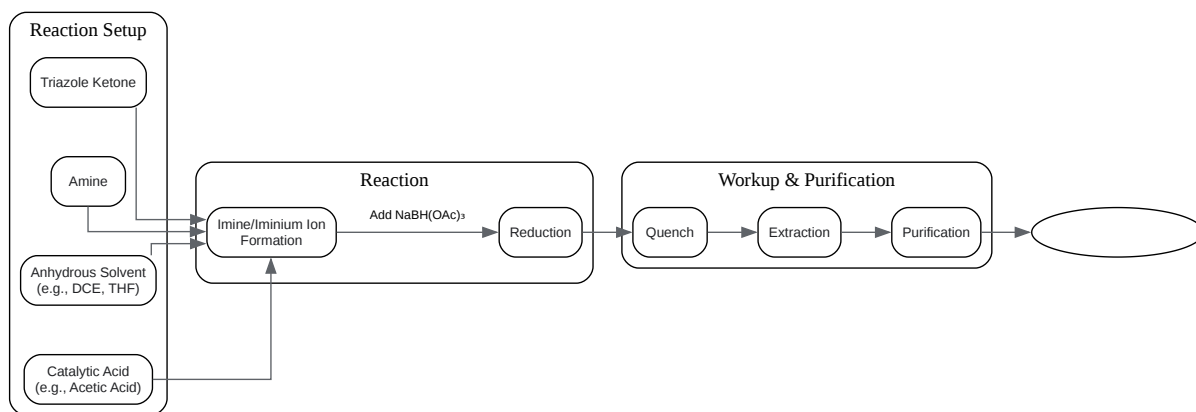 Reaction Setup
Triazole Ketone
Amine
Anhydrous Solvent
(e.g., DCE, THF)
Catalytic Acid
(e.g., Acetic Acid)
Reaction
Imine/Iminium Ion
Formation
Add NaBH(OAc)₃
Reduction
Workup & Purification
Quench
Extraction
Purification